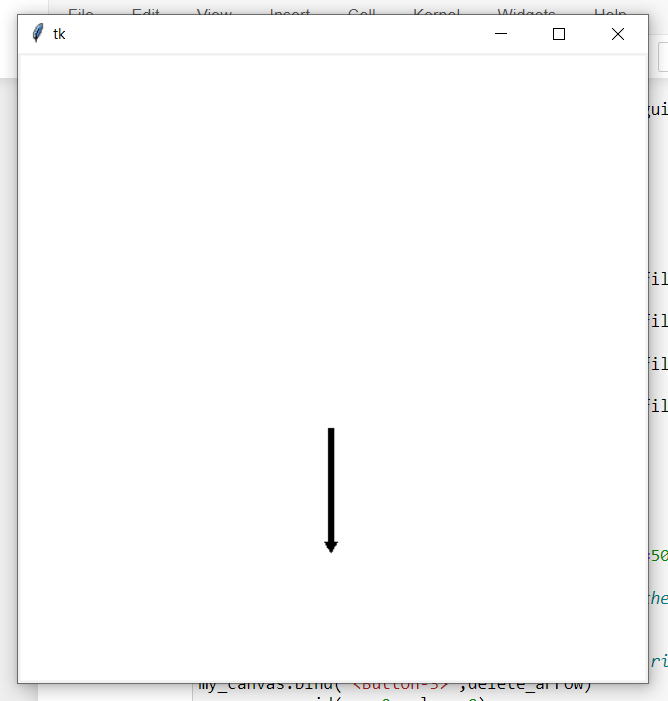 File Edit View Insert Cell Kernel Widgets Help
tk
gui
fil
fil
fil
fil
50
he
ri
my_canvas.bind("<Button-3>",delete_arrow)